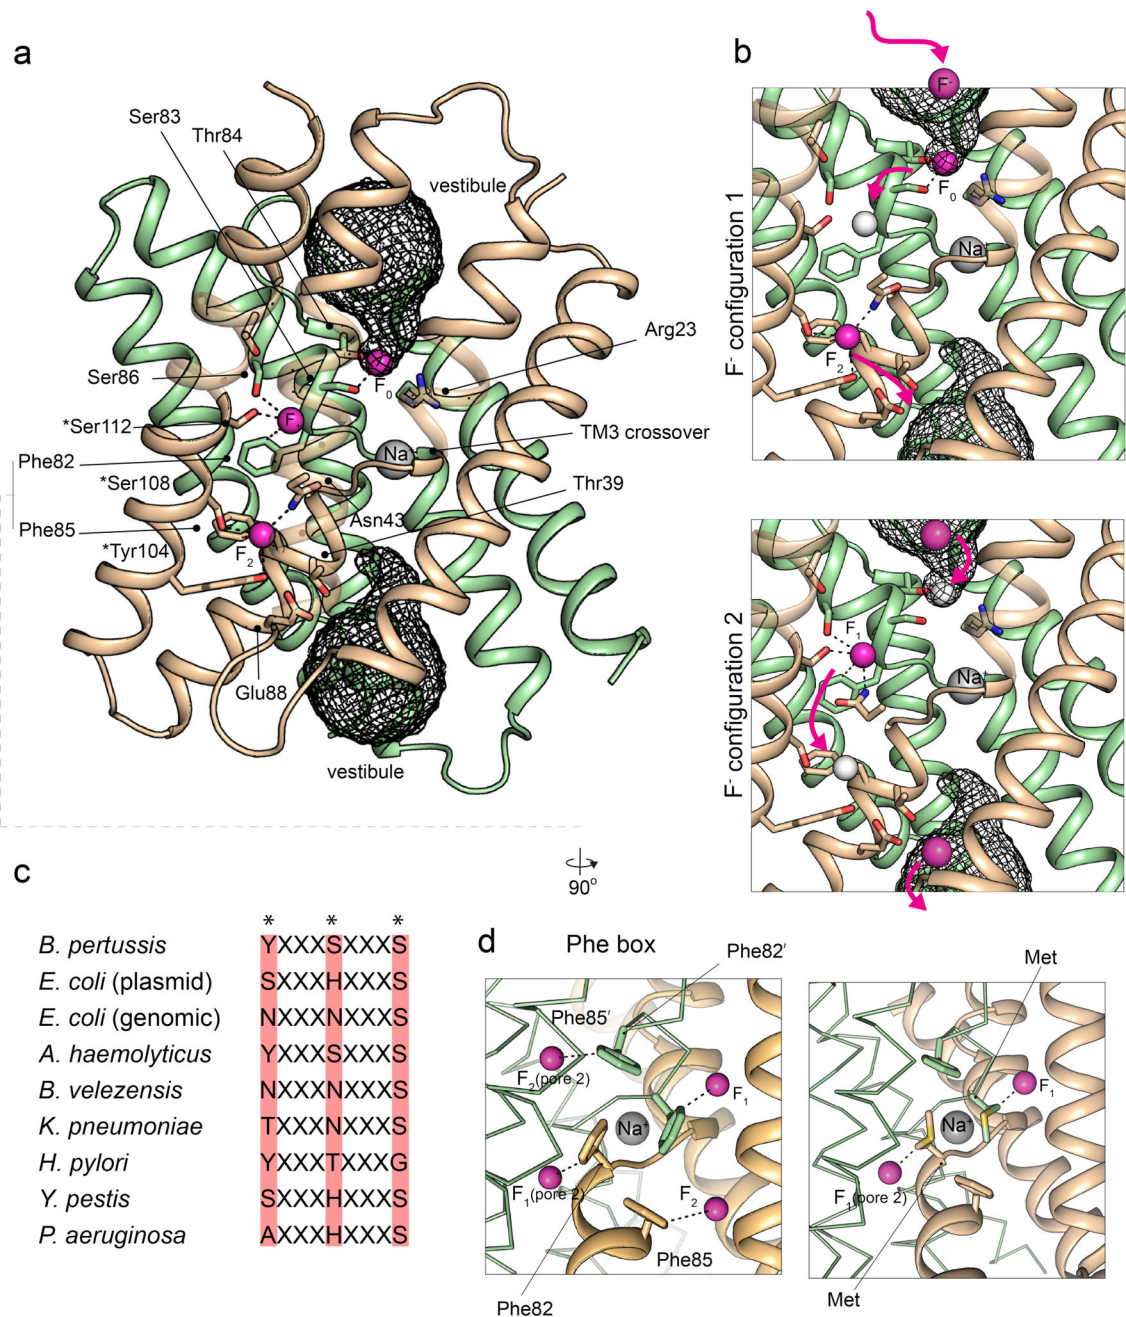 a
Ser83
Thr84
vestibule
Arg23
F0
Ser86
*Ser112
F
TM3 crossover
Na
Phe82
*Ser108
Thr39
Asn43
Phe85
F2
*Tyr104
Glu88
vestibule
b
F-
F- configuration 1
F0
Na+
F2
F- configuration 2
F1
Na+
90o
c
* * *
B. pertussis YXXXSXXXS
E. coli (plasmid) SXXXHXXXS
E. coli (genomic) NXXXNXXXS
A. haemolyticus YXXXSXXXS
B. velezensis NXXXNXXXS
K. pneumoniae TXXXNXXXS
H. pylori YXXXTXXXG
Y. pestis SXXXHXXXS
P. aeruginosa AXXXHXXXS
d
Phe box
Phe82'
Phe85'
F2(pore 2)
F1
Na+
F1(pore 2)
F2
Phe85
Phe82
Met
F1
Na+
F1(pore 2)
Met